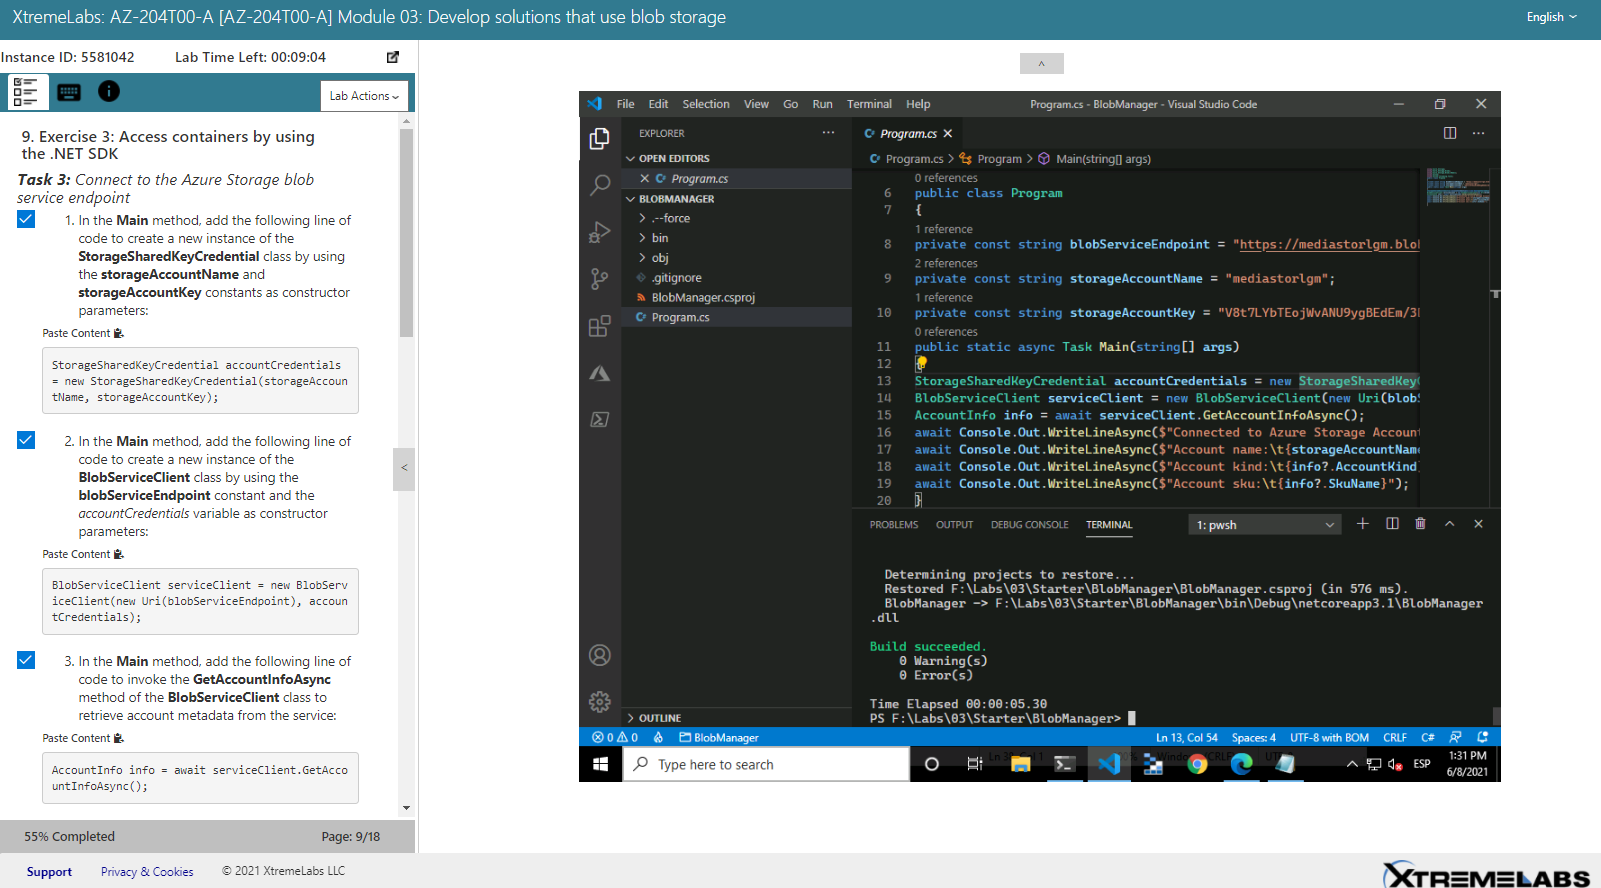 XtremeLabs: AZ-204T00-A [AZ-204T00-A] Module 03: Develop solutions that use blob storage
English
Instance ID: 5581042
Lab Time Left: 00:09:04
Lab Actions
9. Exercise 3: Access containers by using
the .NET SDK
Task 3: Connect to the Azure Storage blob
service endpoint
1. In the Main method, add the following line of
code to create a new instance of the
StorageSharedKeyCredential class by using
the storageAccountName and
storageAccountKey constants as constructor
parameters:
Paste Content
StorageSharedKeyCredential accountCredentials
= new StorageSharedKeyCredential(storageAccoun
tName, storageAccountKey);
2. In the Main method, add the following line of
code to create a new instance of the
BlobServiceClient class by using the
blobServiceEndpoint constant and the
accountCredentials variable as constructor
parameters:
Paste Content
BlobServiceClient serviceClient = new BlobServ
iceClient(new Uri(blobServiceEndpoint), accoun
tCredentials);
3. In the Main method, add the following line of
code to invoke the GetAccountInfoAsync
method of the BlobServiceClient class to
retrieve account metadata from the service:
Paste Content
AccountInfo info = await serviceClient.GetAcco
untInfoAsync();
55% Completed
Page: 9/18
File Edit Selection View Go Run Terminal Help
Program.cs - BlobManager - Visual Studio Code
EXPLORER
OPEN EDITORS
Program.cs
BLOBMANAGER
.--force
bin
obj
.gitignore
BlobManager.csproj
Program.cs
OUTLINE
Program.cs
Program.cs > Program > Main(string[] args)
0 references
6 public class Program
7 {
1 reference
8 private const string blobServiceEndpoint = "https://mediastorlgm.blo
2 references
9 private const string storageAccountName = "mediastorlgm";
1 reference
10 private const string storageAccountKey = "V8t7LYbTEojWvANU9ygBEdEm/3
0 references
11 public static async Task Main(string[] args)
12 {
13 StorageSharedKeyCredential accountCredentials = new StorageSharedKey
14 BlobServiceClient serviceClient = new BlobServiceClient(new Uri(blob
15 AccountInfo info = await serviceClient.GetAccountInfoAsync();
16 await Console.Out.WriteLineAsync($"Connected to Azure Storage Accoun
17 await Console.Out.WriteLineAsync($"Account name:\t{storageAccountNam
18 await Console.Out.WriteLineAsync($"Account kind:\t{info?.AccountKind
19 await Console.Out.WriteLineAsync($"Account sku:\t{info?.SkuName}");
20 }
PROBLEMS OUTPUT DEBUG CONSOLE TERMINAL
1: pwsh
Determining projects to restore...
Restored F:\Labs\03\Starter\BlobManager\BlobManager.csproj (in 576 ms).
BlobManager -> F:\Labs\03\Starter\BlobManager\bin\Debug\netcoreapp3.1\BlobManager
.dll
Build succeeded.
0 Warning(s)
0 Error(s)
Time Elapsed 00:00:05.30
PS F:\Labs\03\Starter\BlobManager>
0 0 BlobManager
Ln 13, Col 54 Spaces: 4 UTF-8 with BOM CRLF C#
Type here to search
ESP
1:31 PM
6/8/2021
Support
Privacy & Cookies
© 2021 XtremeLabs LLC
XTREMELABS